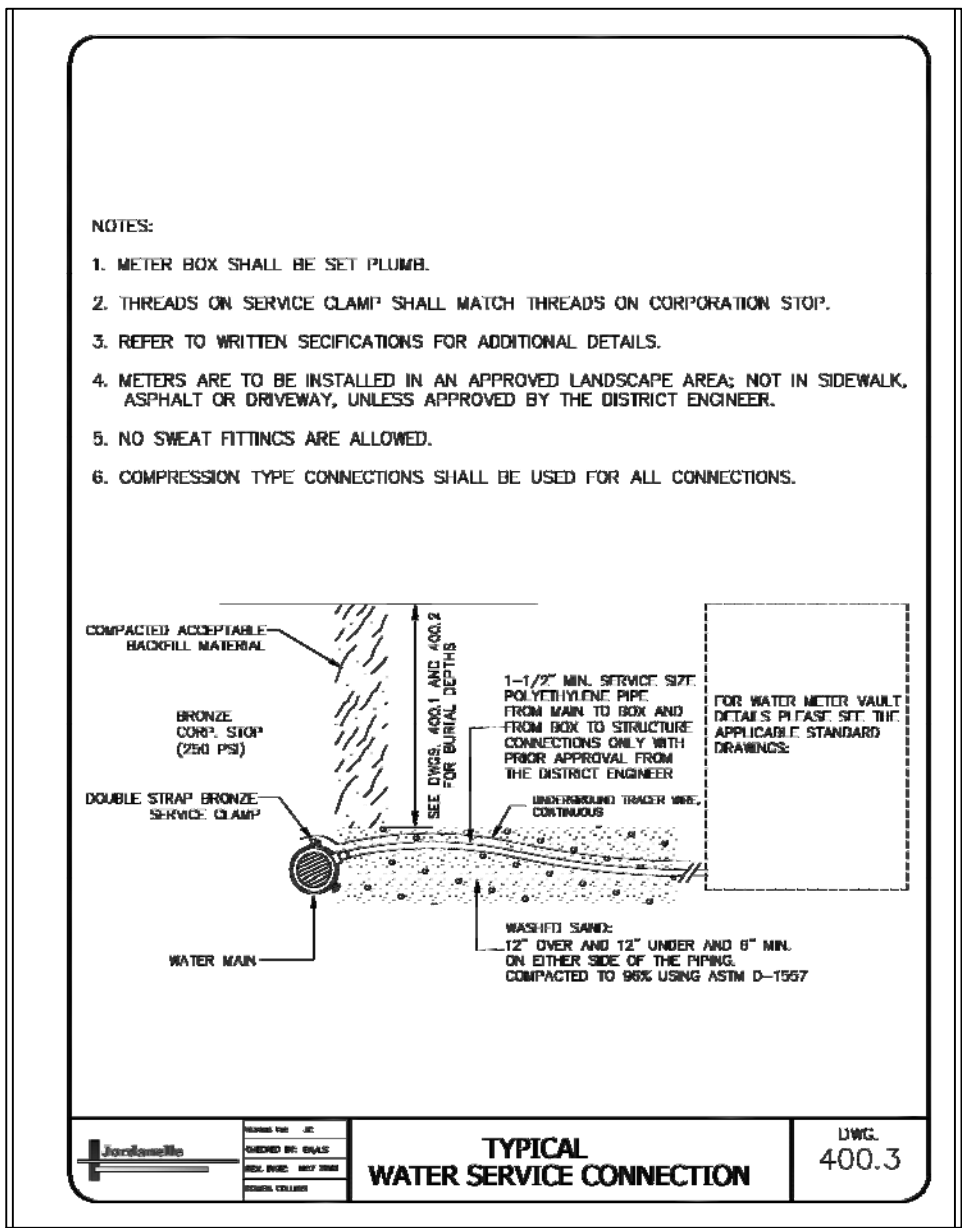 NOTES:
1. METER BOX SHALL BE SET PLUMB.
2. THREADS ON SERVICE CLAMP SHALL MATCH THREADS ON CORPORATION STOP.
3. REFER TO WRITTEN SECIFICATIONS FOR ADDITIONAL DETAILS.
4. METERS ARE TO BE INSTALLED IN AN APPROVED LANDSCAPE AREA; NOT IN SIDEWALK,
ASPHALT OR DRIVEWAY, UNLESS APPROVED BY THE DISTRICT ENGINEER.
5. NO SWEAT FITTINGS ARE ALLOWED.
6. COMPRESSION TYPE CONNECTIONS SHALL BE USED FOR ALL CONNECTIONS.
COMPACTED ACCEPTABLE
BACKFILL MATERIAL
BRONZE
CORP. STOP
(250 PSI)
DOUBLE STRAP BRONZE
SERVICE CLAMP
WATER MAIN
SEE DWGS. 400.1 AND 400.2
FOR BURIAL DEPTHS
1-1/2" MIN. SERVICE SIZE
POLYETHYLENE PIPE
FROM MAIN TO BOX AND
FROM BOX TO STRUCTURE
CONNECTIONS ONLY WITH
PRIOR APPROVAL FROM
THE DISTRICT ENGINEER
UNDERGROUND TRACER WIRE,
CONTINUOUS
FOR WATER METER VAULT
DETAILS PLEASE SEE THE
APPLICABLE STANDARD
DRAWINGS:
WASHED SAND:
12" OVER AND 12" UNDER AND 6" MIN.
ON EITHER SIDE OF THE PIPING.
COMPACTED TO 96% USING ASTM D-1557
Jordanelle
CHECKED BY:
TYPICAL
WATER SERVICE CONNECTION
DWG.
400.3